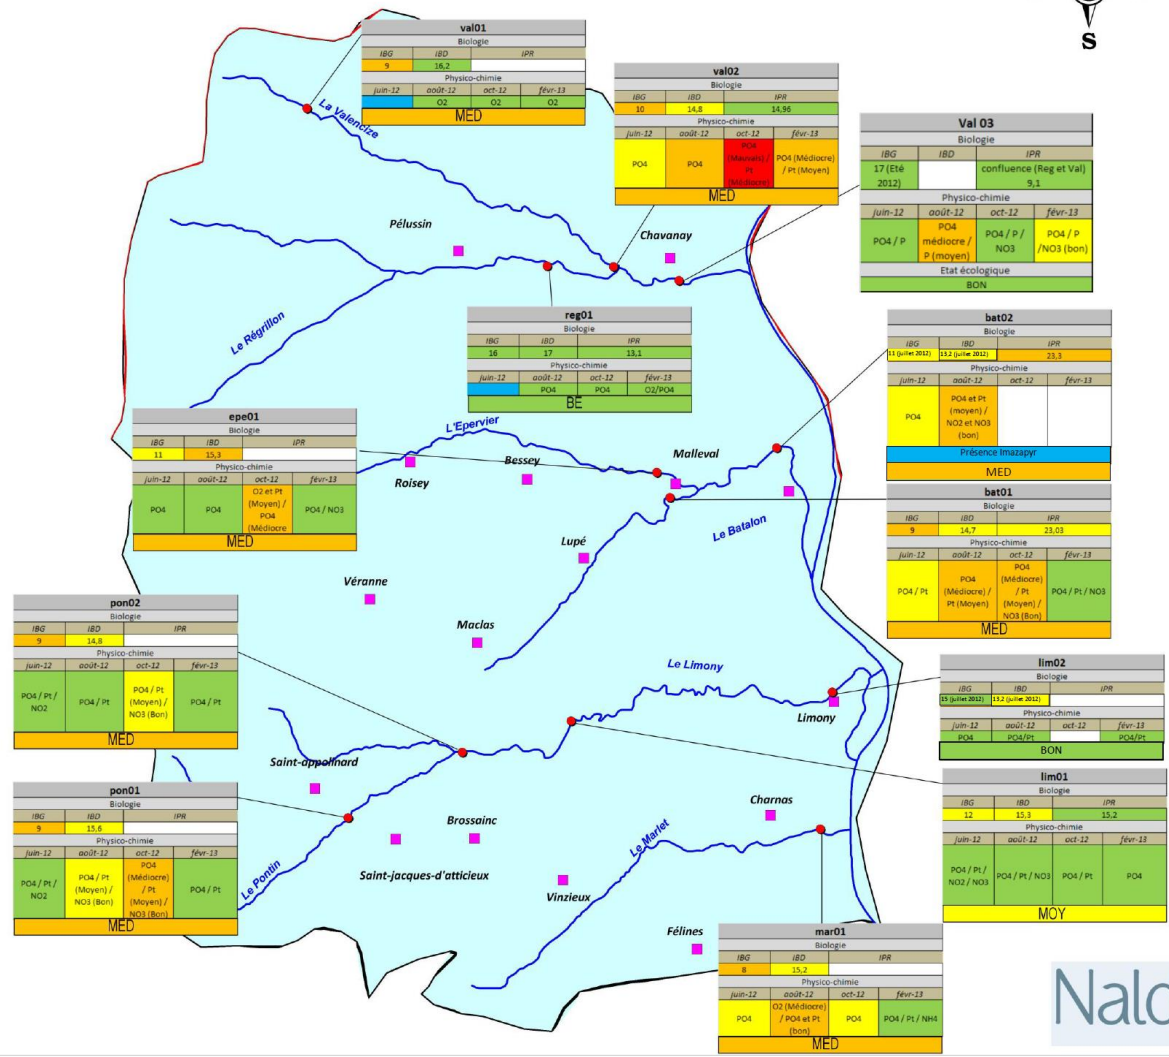 S
val01
Biologie
IBG IBD IPR
9 16,2
Physico-chimie
juin-12 août-12 oct-12 févr-13
O2 O2 O2
MED
val02
Biologie
IBG IBD IPR
10 14,8 14,96
Physico-chimie
juin-12 août-12 oct-12 févr-13
PO4 PO4 PO4 (Mauvais) / Pt (Médiocre) PO4 (Médiocre) / Pt (Moyen)
MED
Val 03
Biologie
IBG IBD IPR
17 (Eté 2012) confluence (Reg et Val) 9,1
Physico-chimie
juin-12 août-12 oct-12 févr-13
PO4 / P PO4 médiocre / P (moyen) PO4 / P / NO3 PO4 / P /NO3 (bon)
Etat écologique
BON
La Valencize
Pélussin
Chavanay
Le Régrillon
reg01
Biologie
IBG IBD IPR
16 17 13,1
Physico-chimie
juin-12 août-12 oct-12 févr-13
PO4 PO4 O2/PO4
BE
bat02
Biologie
IBG IBD IPR
11 (juillet 2012) 13,2 (juillet 2012) 23,3
Physico-chimie
juin-12 août-12 oct-12 févr-13
PO4 PO4 et Pt (moyen) / NO2 et NO3 (bon)
Présence Imazapyr
MED
epe01
Biologie
IBG IBD IPR
11 15,3
Physico-chimie
juin-12 août-12 oct-12 févr-13
PO4 PO4 O2 et Pt (Moyen) / PO4 (Médiocre PO4 / NO3
MED
L'Epervier
Roisey
Bessey
Malleval
Le Batalon
Lupé
bat01
Biologie
IBG IBD IPR
9 14,7 23,03
Physico-chimie
juin-12 août-12 oct-12 févr-13
PO4 / Pt PO4 (Médiocre) / Pt (Moyen) PO4 (Médiocre) / Pt (Moyen) / NO3 (Bon) PO4 / Pt / NO3
MED
Véranne
Maclas
pon02
Biologie
IBG IBD IPR
9 14,8
Physico-chimie
juin-12 août-12 oct-12 févr-13
PO4 / Pt / NO2 PO4 / Pt PO4 / Pt (Moyen) / NO3 (Bon) PO4 / Pt
MED
Le Limony
Limony
lim02
Biologie
IBG IBD IPR
15 (juillet 2012) 13,2 (juillet 2012)
Physico-chimie
juin-12 août-12 oct-12 févr-13
PO4 PO4/Pt PO4/Pt
BON
Saint-appolinard
pon01
Biologie
IBG IBD IPR
9 15,6
Physico-chimie
juin-12 août-12 oct-12 févr-13
PO4 / Pt / NO2 PO4 / Pt (Moyen) / NO3 (Bon) PO4 (Médiocre) / Pt (Moyen) / NO3 (Bon) PO4 / Pt
MED
Le Pontin
Brossainc
Saint-jacques-d'atticieux
Charnas
Le Marlet
Vinzieux
Félines
lim01
Biologie
IBG IBD IPR
12 15,3 15,2
Physico-chimie
juin-12 août-12 oct-12 févr-13
PO4 / Pt / NO2 / NO3 PO4 / Pt / NO3 PO4 / Pt PO4
MOY
mar01
Biologie
IBG IBD IPR
8 15,2
Physico-chimie
juin-12 août-12 oct-12 févr-13
PO4 O2 (Médiocre) / PO4 et Pt (bon) PO4 PO4 / Pt / NH4
MED